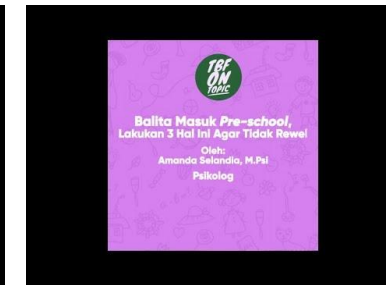 TBF
ON
TOPIC
Balita Masuk Pre-school,
Lakukan 3 Hal Ini Agar Tidak Rewel
Oleh:
Amanda Selandia, M.Psi
Psikolog